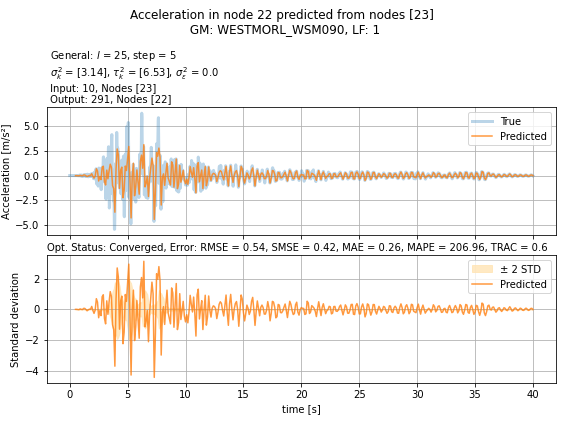 Acceleration in node 22 predicted from nodes [23]
GM: WESTMORL_WSM090, LF: 1
General: l = 25, step = 5
σ²ₖ = [3.14], τ²ₖ = [6.53], σ²ε = 0.0
Input: 10, Nodes [23]
Output: 291, Nodes [22]
True
Predicted
5.0
2.5
0.0
−2.5
−5.0
Acceleration [m/s²]
Opt. Status: Converged, Error: RMSE = 0.54, SMSE = 0.42, MAE = 0.26, MAPE = 206.96, TRAC = 0.6
± 2 STD
Predicted
2
0
−2
−4
Standard deviation
0 5 10 15 20 25 30 35 40
time [s]